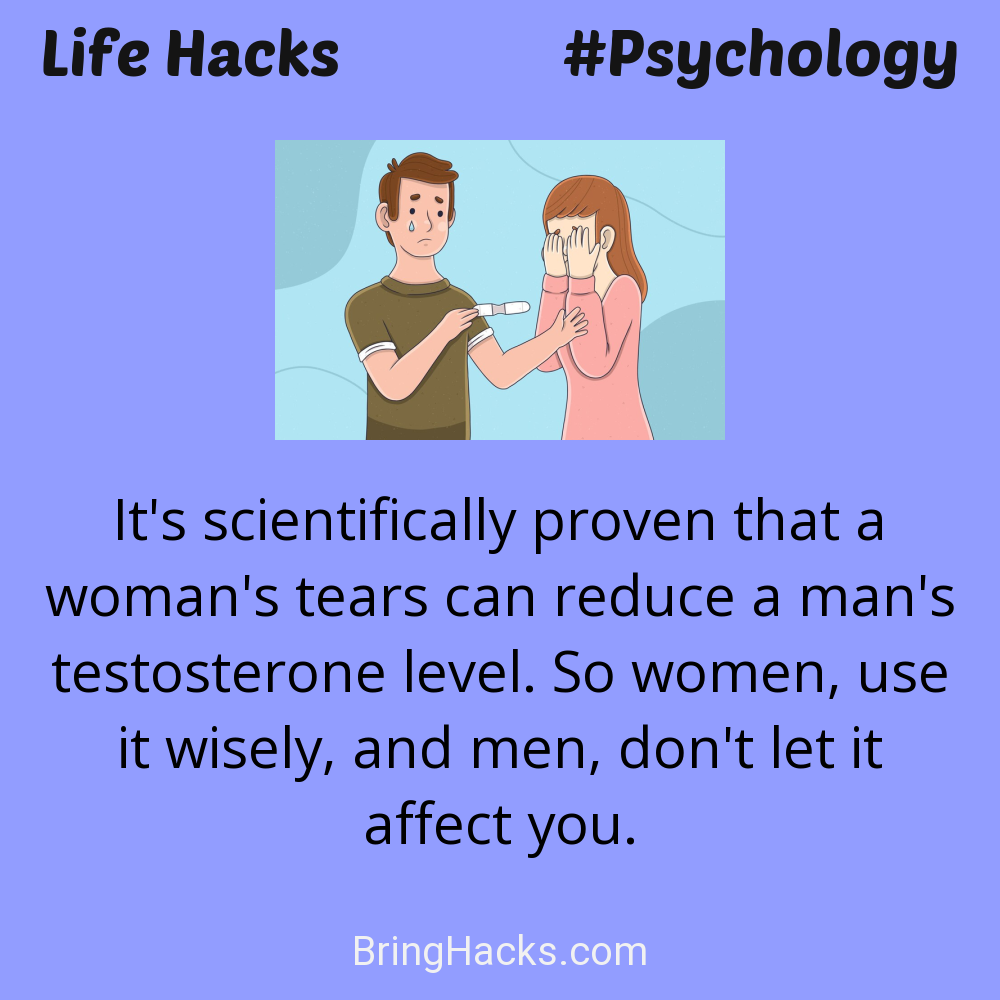 Life Hacks #Psychology
It's scientifically proven that a
woman's tears can reduce a man's
testosterone level. So women, use
it wisely, and men, don't let it
affect you.
BringHacks.com